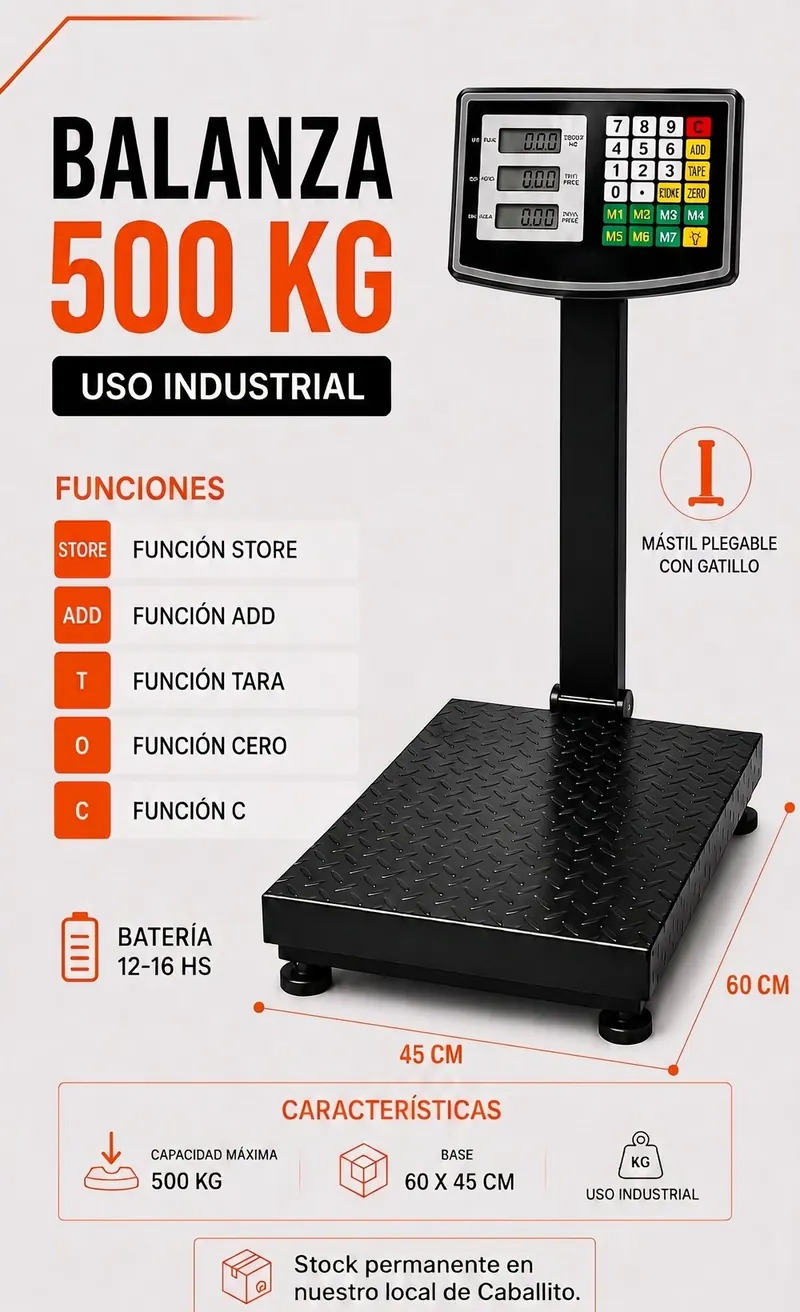 BALANZA
500 KG
USO INDUSTRIAL
7 8 9 C
4 5 6 ADD
1 2 3 TAPE
0 . ZERO
M1 M2 M3 M4
M5 M6 M7
0.00
0.00
0.00
FUNCIONES
STORE FUNCIÓN STORE
ADD FUNCIÓN ADD
T FUNCIÓN TARA
O FUNCIÓN CERO
C FUNCIÓN C
MÁSTIL PLEGABLE
CON GATILLO
BATERÍA
12-16 HS
60 CM
45 CM
CARACTERÍSTICAS
CAPACIDAD MÁXIMA
500 KG
BASE
60 X 45 CM
KG
USO INDUSTRIAL
Stock permanente en
nuestro local de Caballito.